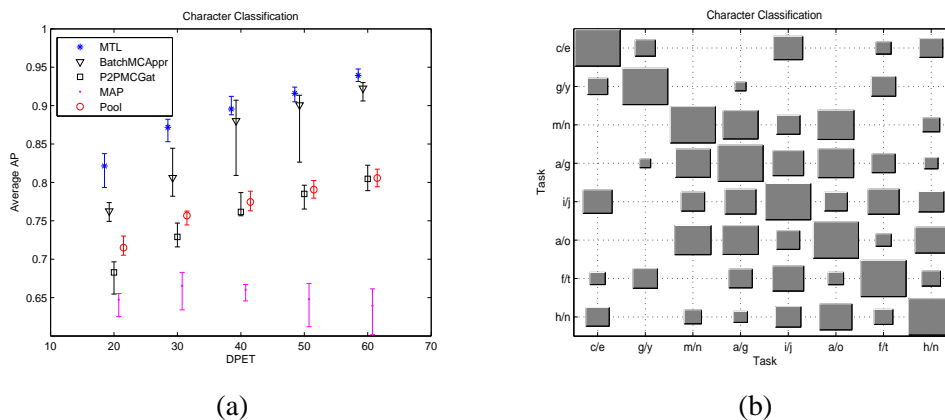 Character Classification
MTL
BatchMCAppr
P2PMCGat
MAP
Pool
0.95
0.9
0.85
0.8
0.75
0.7
0.65
Average AP
10 20 30 40 50 60 70
DPET
(a)
Character Classification
c/e
g/y
m/n
a/g
i/j
a/o
f/t
h/n
Task
c/e g/y m/n a/g i/j a/o f/t h/n
Task
(b)